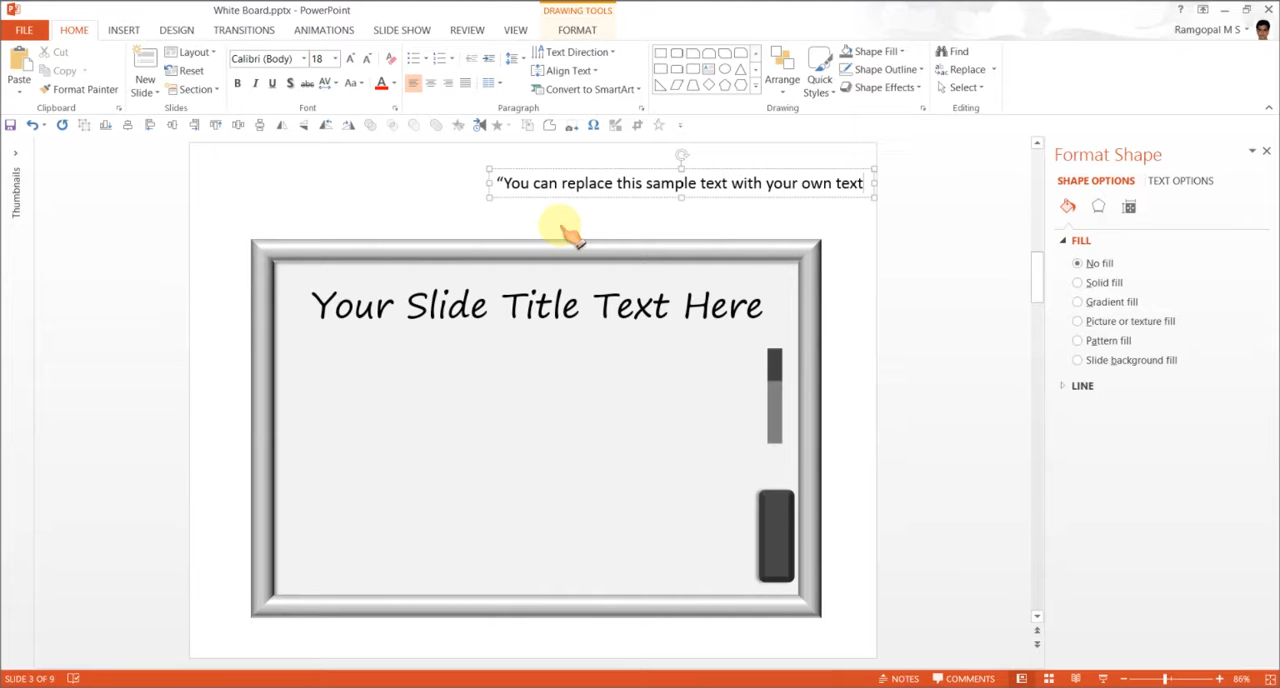 White Board.pptx - PowerPoint
DRAWING TOOLS
FILE HOME INSERT DESIGN TRANSITIONS ANIMATIONS SLIDE SHOW REVIEW VIEW FORMAT
Ramgopal M S
Paste
Cut
Copy
Format Painter
Clipboard
New Slide
Layout
Reset
Section
Slides
Calibri (Body) 18
B I U S abc AV Aa A
Font
Text Direction
Align Text
Convert to SmartArt
Paragraph
Arrange
Quick Styles
Shape Fill
Shape Outline
Shape Effects
Drawing
Find
Replace
Select
Editing
Thumbnails
“You can replace this sample text with your own text
Your Slide Title Text Here
Format Shape
SHAPE OPTIONS TEXT OPTIONS
FILL
No fill
Solid fill
Gradient fill
Picture or texture fill
Pattern fill
Slide background fill
LINE
SLIDE 3 OF 9
NOTES COMMENTS 86%